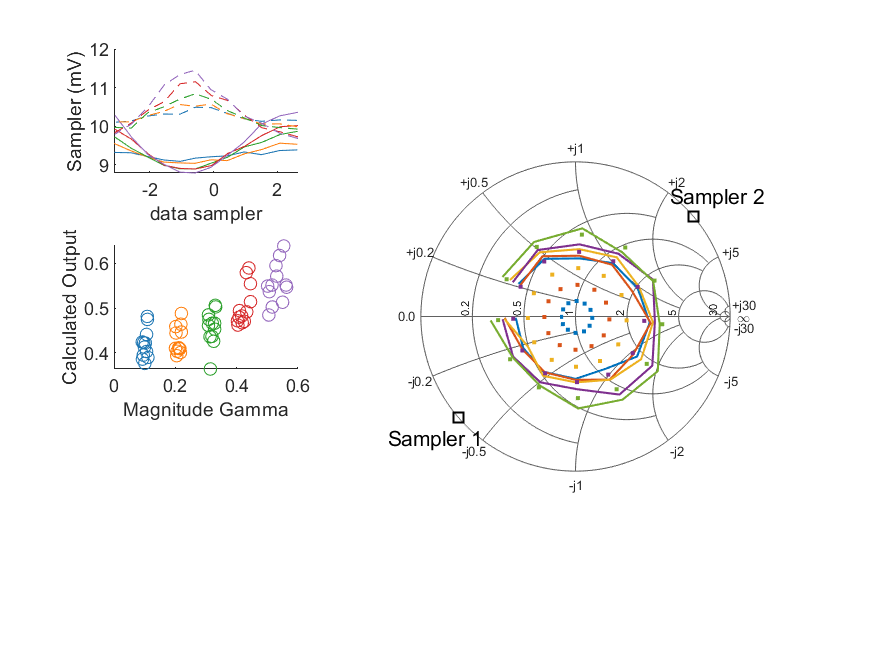 12
11
10
9
Sampler (mV)
-2
0
2
data sampler
0.6
0.5
0.4
Calculated Output
0
0.2
0.4
0.6
Magnitude Gamma
+j1
+j0.5
+j2
Sampler 2
+j0.2
+j5
0.0
0.2
0.5
1
2
5
30
+j30
∞
-j30
-j0.2
-j5
Sampler 1
-j0.5
-j2
-j1